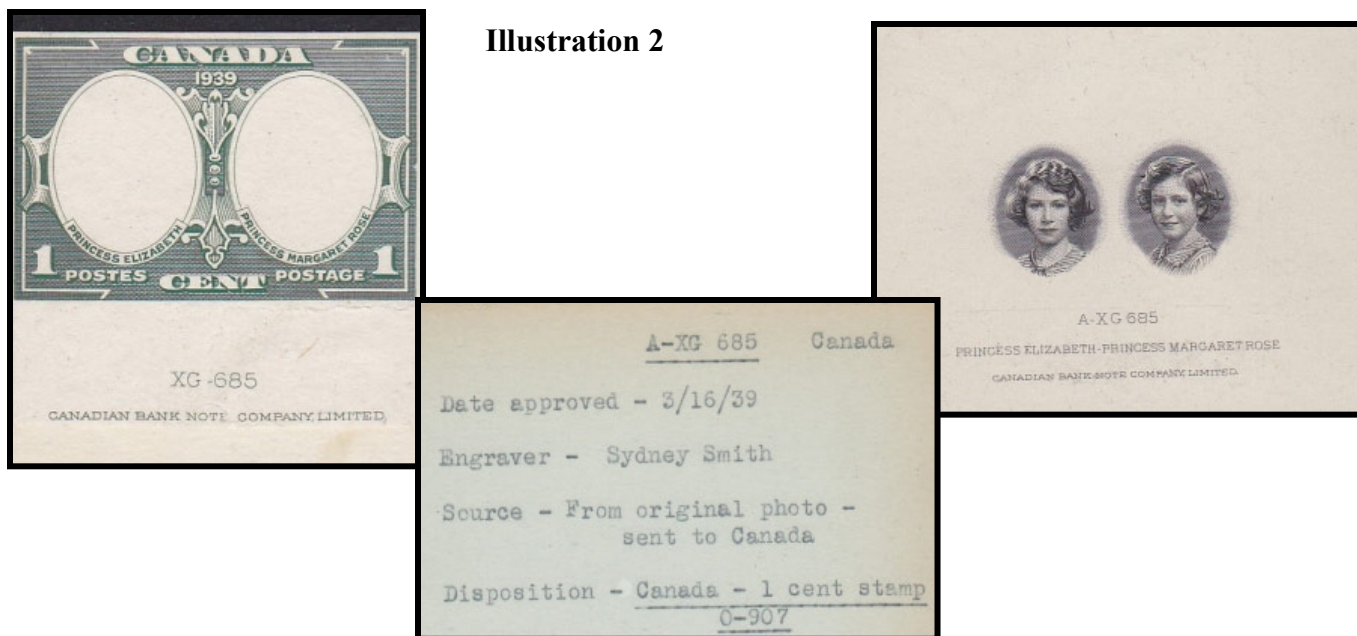 Illustration 2
CANADA
1939
PRINCESS ELIZABETH
PRINCESS MARGARET ROSE
1 POSTES CENT POSTAGE 1
XG-685
CANADIAN BANK NOTE COMPANY, LIMITED,
A-XG 685
PRINCESS ELIZABETH-PRINCESS MARGARET ROSE
CANADIAN BANK NOTE COMPANY, LIMITED.
A-XG 685 Canada
Date approved - 3/16/39
Engraver - Sydney Smith
Source - From original photo -
sent to Canada
Disposition - Canada - 1 cent stamp
0-907